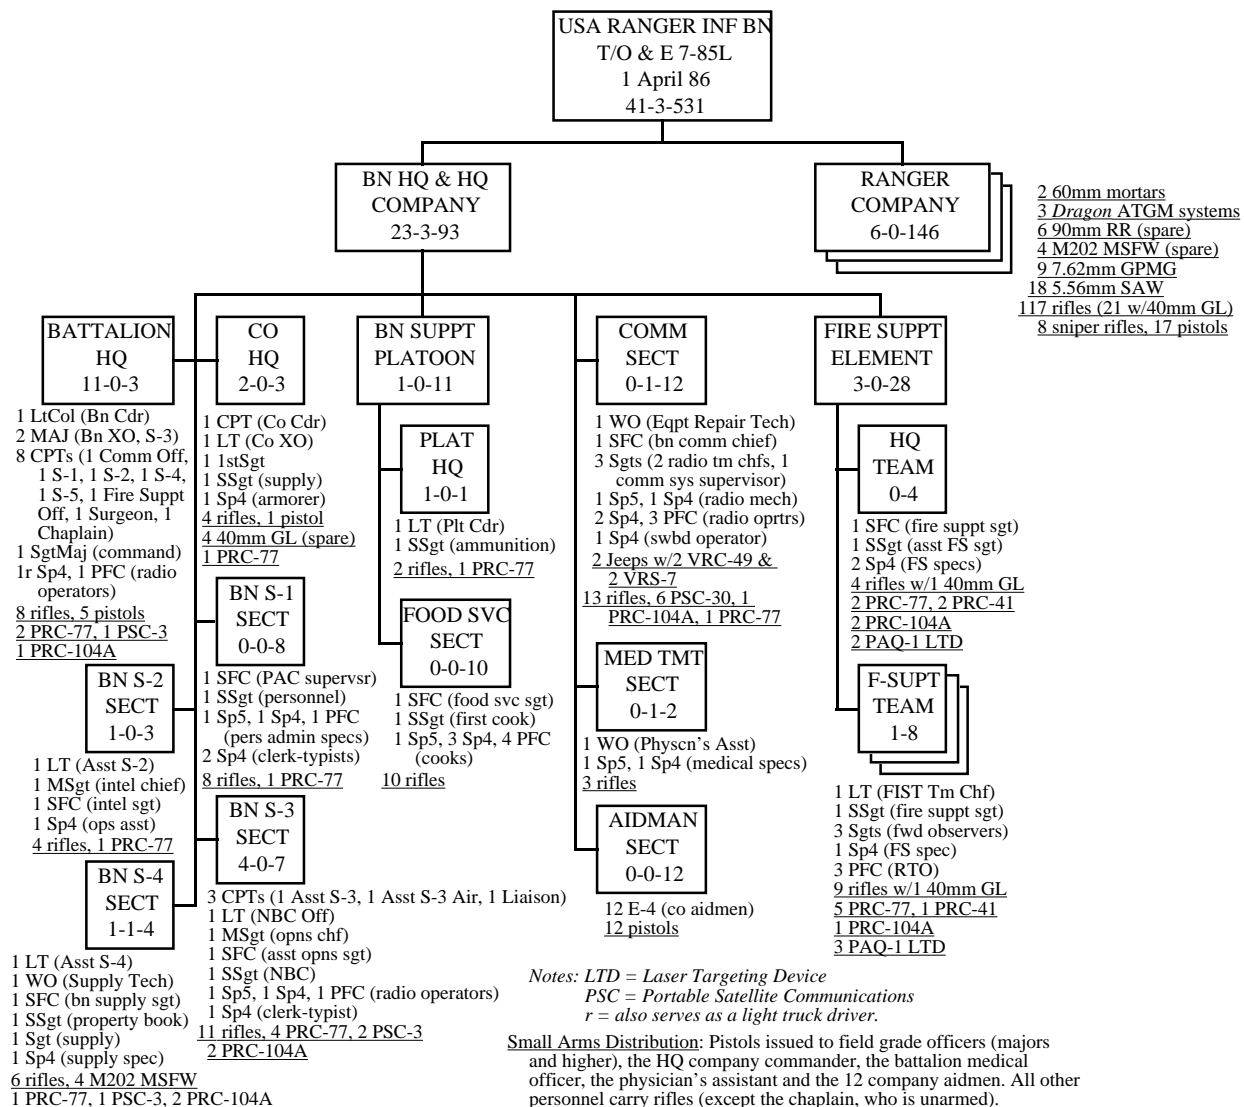 USA RANGER INF BN
T/O & E 7-85L
1 April 86
41-3-531
BN HQ & HQ
COMPANY
23-3-93
RANGER
COMPANY
6-0-146
2 60mm mortars
3 Dragon ATGM systems
6 90mm RR (spare)
4 M202 MSFW (spare)
9 7.62mm GPMG
18 5.56mm SAW
117 rifles (21 w/40mm GL)
8 sniper rifles, 17 pistols
BATTALION
HQ
11-0-3
1 LtCol (Bn Cdr)
2 MAJ (Bn XO, S-3)
8 CPTs (1 Comm Off,
1 S-1, 1 S-2, 1 S-4,
1 S-5, 1 Fire Suppt
Off, 1 Surgeon, 1
Chaplain)
1 SgtMaj (command)
1r Sp4, 1 PFC (radio
operators)
8 rifles, 5 pistols
2 PRC-77, 1 PSC-3
1 PRC-104A
CO
HQ
2-0-3
1 CPT (Co Cdr)
1 LT (Co XO)
1 1stSgt
1 SSgt (supply)
1 Sp4 (armorer)
4 rifles, 1 pistol
4 40mm GL (spare)
1 PRC-77
BN S-1
SECT
0-0-8
1 SFC (PAC supervsr)
1 SSgt (personnel)
1 Sp5, 1 Sp4, 1 PFC
(pers admin specs)
2 Sp4 (clerk-typists)
8 rifles, 1 PRC-77
BN S-2
SECT
1-0-3
1 LT (Asst S-2)
1 MSgt (intel chief)
1 SFC (intel sgt)
1 Sp4 (ops asst)
4 rifles, 1 PRC-77
BN S-3
SECT
4-0-7
3 CPTs (1 Asst S-3, 1 Asst S-3 Air, 1 Liaison)
1 LT (NBC Off)
1 MSgt (opns chf)
1 SFC (asst opns sgt)
1 SSgt (NBC)
1 Sp5, 1 Sp4, 1 PFC (radio operators)
1 Sp4 (clerk-typist)
11 rifles, 4 PRC-77, 2 PSC-3
2 PRC-104A
BN S-4
SECT
1-1-4
1 LT (Asst S-4)
1 WO (Supply Tech)
1 SFC (bn supply sgt)
1 SSgt (property book)
1 Sgt (supply)
1 Sp4 (supply spec)
6 rifles, 4 M202 MSFW
1 PRC-77, 1 PSC-3, 2 PRC-104A
BN SUPPT
PLATOON
1-0-11
PLAT
HQ
1-0-1
1 LT (Plt Cdr)
1 SSgt (ammunition)
2 rifles, 1 PRC-77
FOOD SVC
SECT
0-0-10
1 SFC (food svc sgt)
1 SSgt (first cook)
1 Sp5, 3 Sp4, 4 PFC
(cooks)
10 rifles
COMM
SECT
0-1-12
1 WO (Eqpt Repair Tech)
1 SFC (bn comm chief)
3 Sgts (2 radio tm chfs, 1
comm sys supervisor)
1 Sp5, 1 Sp4 (radio mech)
2 Sp4, 3 PFC (radio oprtrs)
1 Sp4 (swbd operator)
2 Jeeps w/2 VRC-49 &
2 VRS-7
13 rifles, 6 PSC-30, 1
PRC-104A, 1 PRC-77
MED TMT
SECT
0-1-2
1 WO (Physcn's Asst)
1 Sp5, 1 Sp4 (medical specs)
3 rifles
AIDMAN
SECT
0-0-12
12 E-4 (co aidmen)
12 pistols
FIRE SUPPT
ELEMENT
3-0-28
HQ
TEAM
0-4
1 SFC (fire suppt sgt)
1 SSgt (asst FS sgt)
2 Sp4 (FS specs)
4 rifles w/1 40mm GL
2 PRC-77, 2 PRC-41
2 PRC-104A
2 PAQ-1 LTD
F-SUPT
TEAM
1-8
1 LT (FIST Tm Chf)
1 SSgt (fire suppt sgt)
3 Sgts (fwd observers)
1 Sp4 (FS spec)
3 PFC (RTO)
9 rifles w/1 40mm GL
5 PRC-77, 1 PRC-41
1 PRC-104A
3 PAQ-1 LTD
Notes: LTD = Laser Targeting Device
PSC = Portable Satellite Communications
r = also serves as a light truck driver.
Small Arms Distribution: Pistols issued to field grade officers (majors
and higher), the HQ company commander, the battalion medical
officer, the physician's assistant and the 12 company aidmen. All other
personnel carry rifles (except the chaplain, who is unarmed).